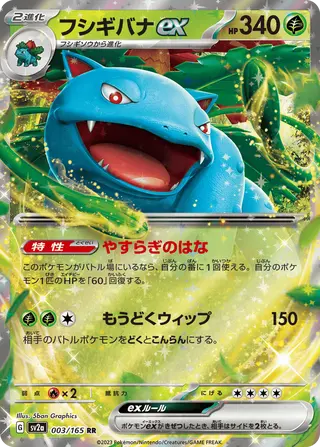 2進化 フシギバナex HP340
フシギソウから進化
特性 とくせい やすらぎのはな
このポケモンがバトル場にいるなら、自分の番に1回使える。自分のポケ
モン1匹のHPを「60」回復する。
もうどくウィップ 150
相手のバトルポケモンをどくとこんらんにする。
弱点 ×2 抵抗力 にげる
exルール
ポケモンexがきぜつしたとき、相手はサイドを2枚とる。
Illus. 5ban Graphics
G sv2a 003/165 RR
©2023 Pokémon/Nintendo/Creatures/GAME FREAK.